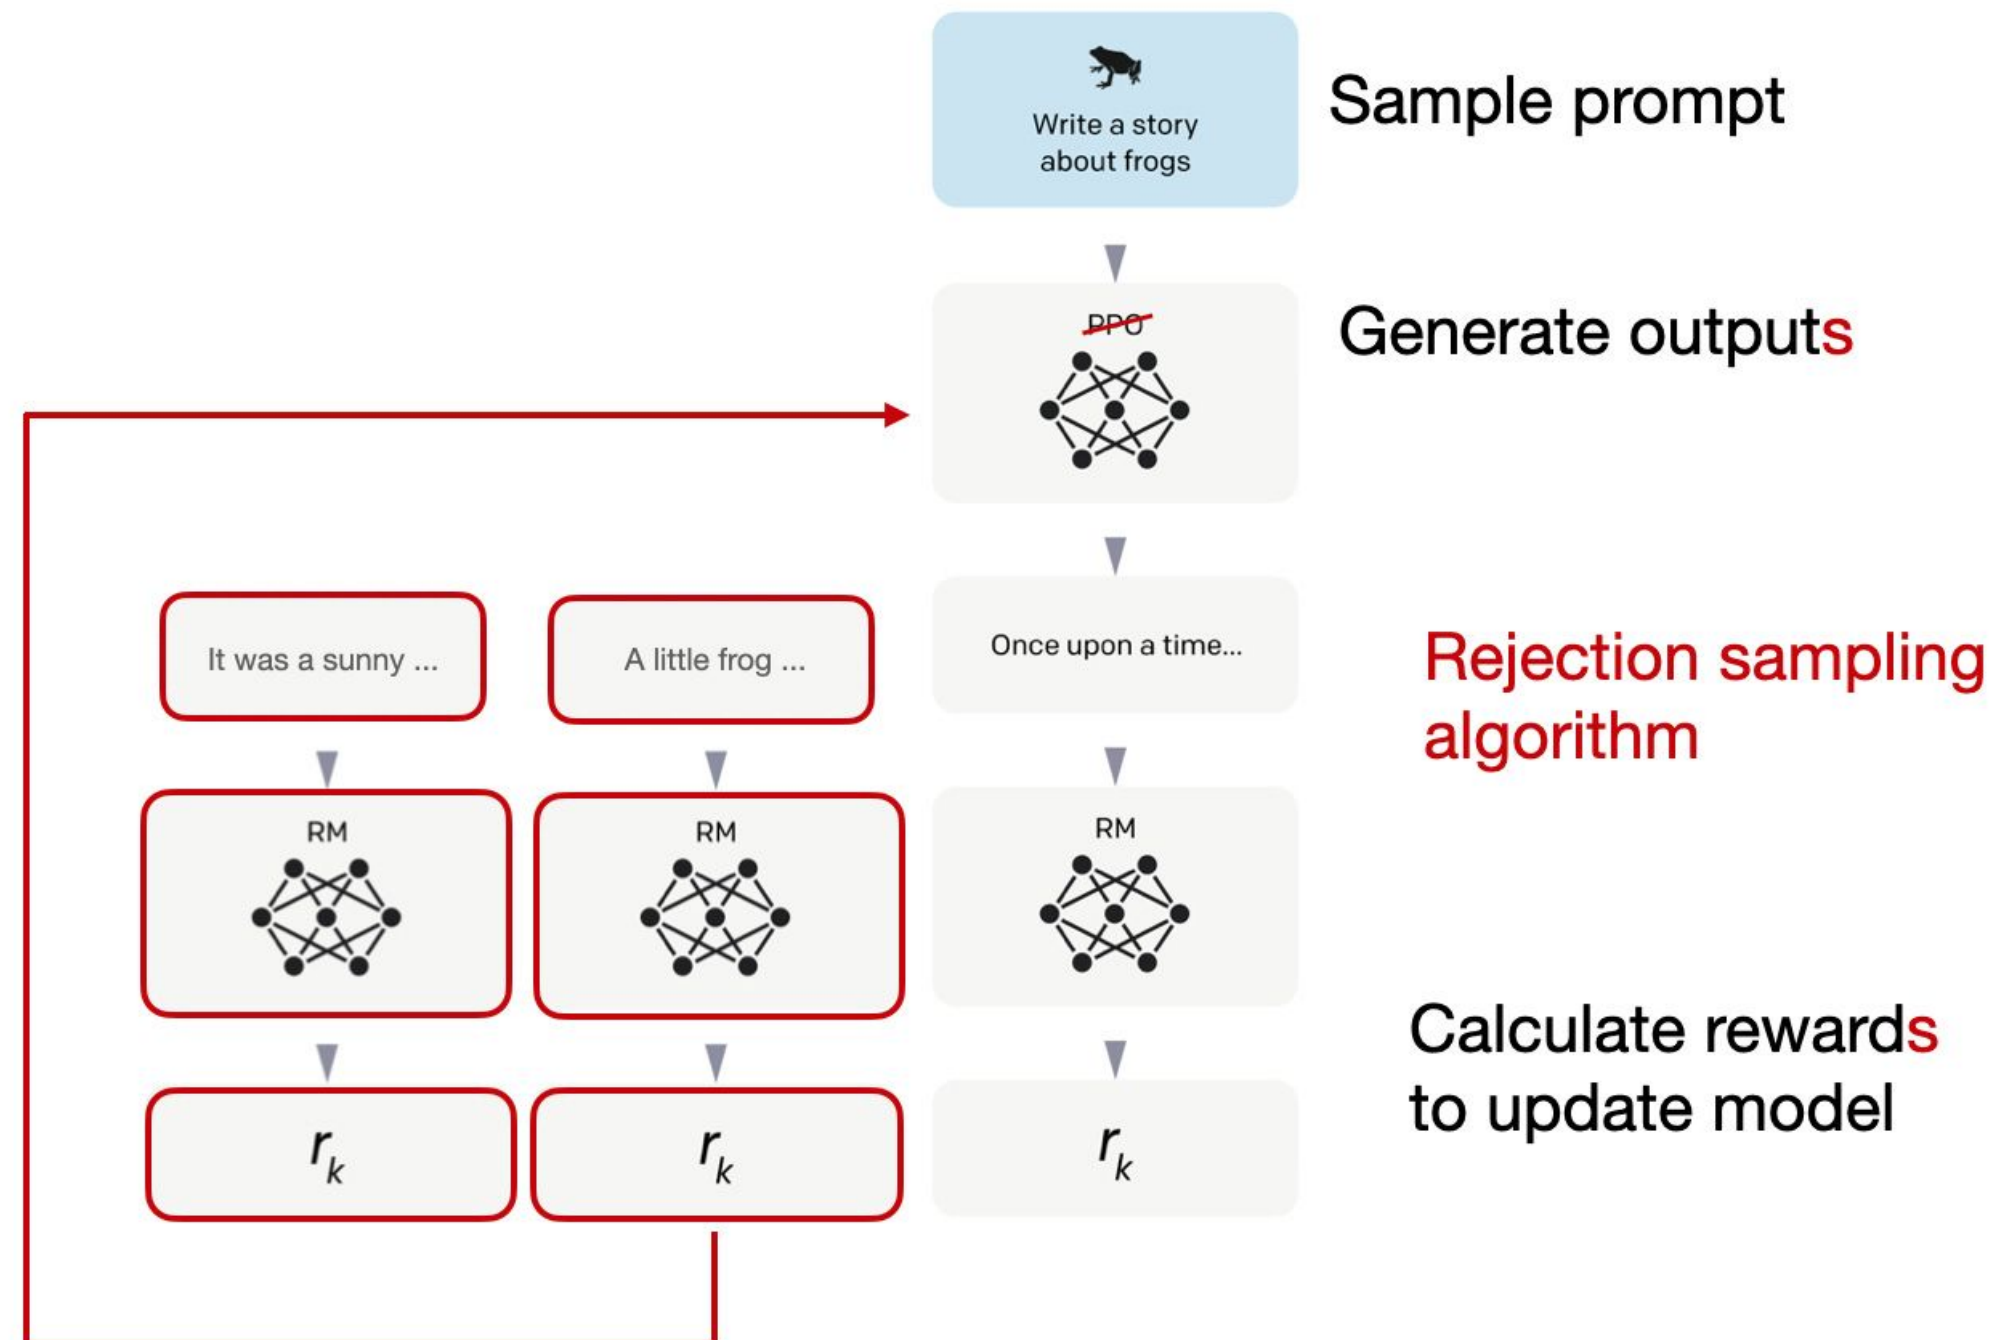 Write a story
about frogs
Sample prompt
PPO
Generate outputs
It was a sunny ...
A little frog ...
Once upon a time...
Rejection sampling
algorithm
RM
RM
RM
Calculate rewards
to update model
rₖ
rₖ
rₖ